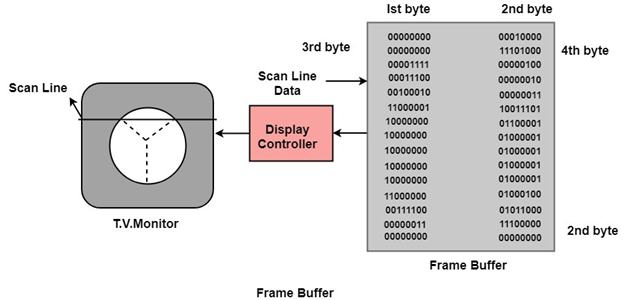 Ist byte 2nd byte
3rd byte
4th byte
Scan Line
Data
Scan Line
Display
Controller
00000000 00010000
00000000 11101000
00001111 00000100
00011100 00000010
00100010 00000011
11000001 10011101
10000000 01100001
10000000 01000001
10000000 01000001
10000000 01000001
10000000 01000001
11000000 01000100
00111100 01011000
00000011 11100000
00000000 00000000
2nd byte
T.V.Monitor
Frame Buffer
Frame Buffer